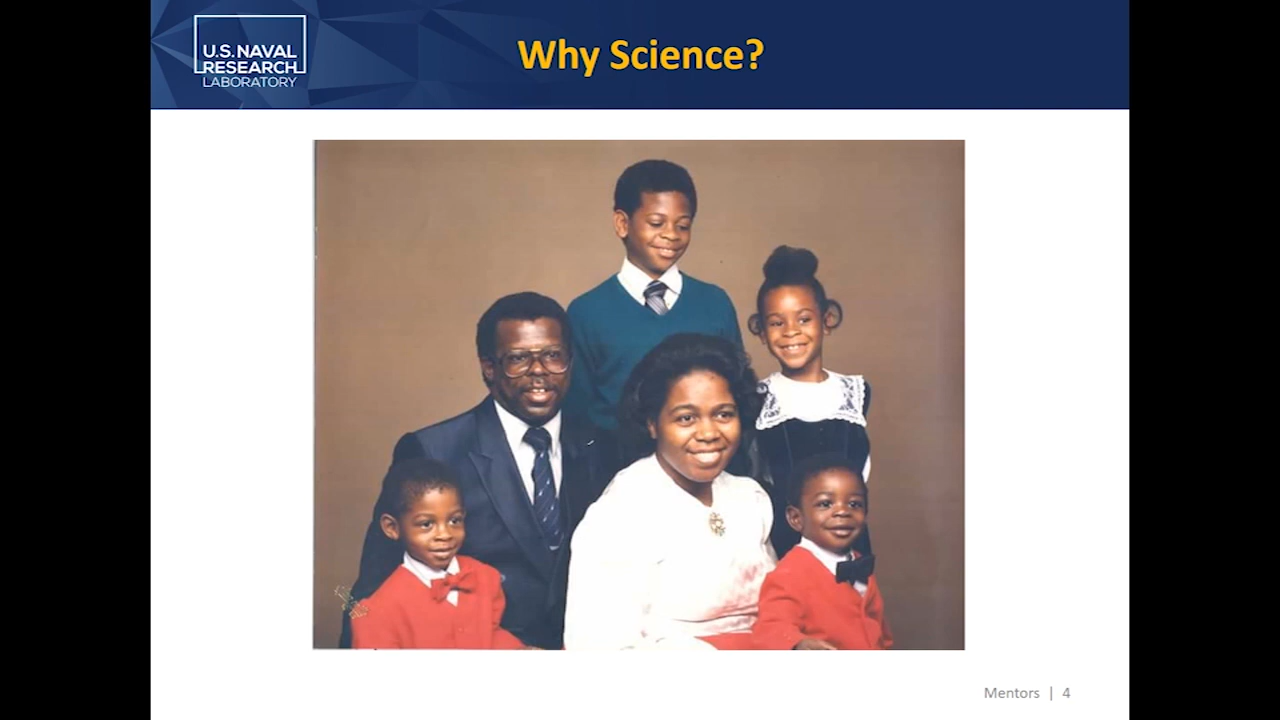 U.S. NAVAL
RESEARCH
LABORATORY
Why Science?
Mentors | 4